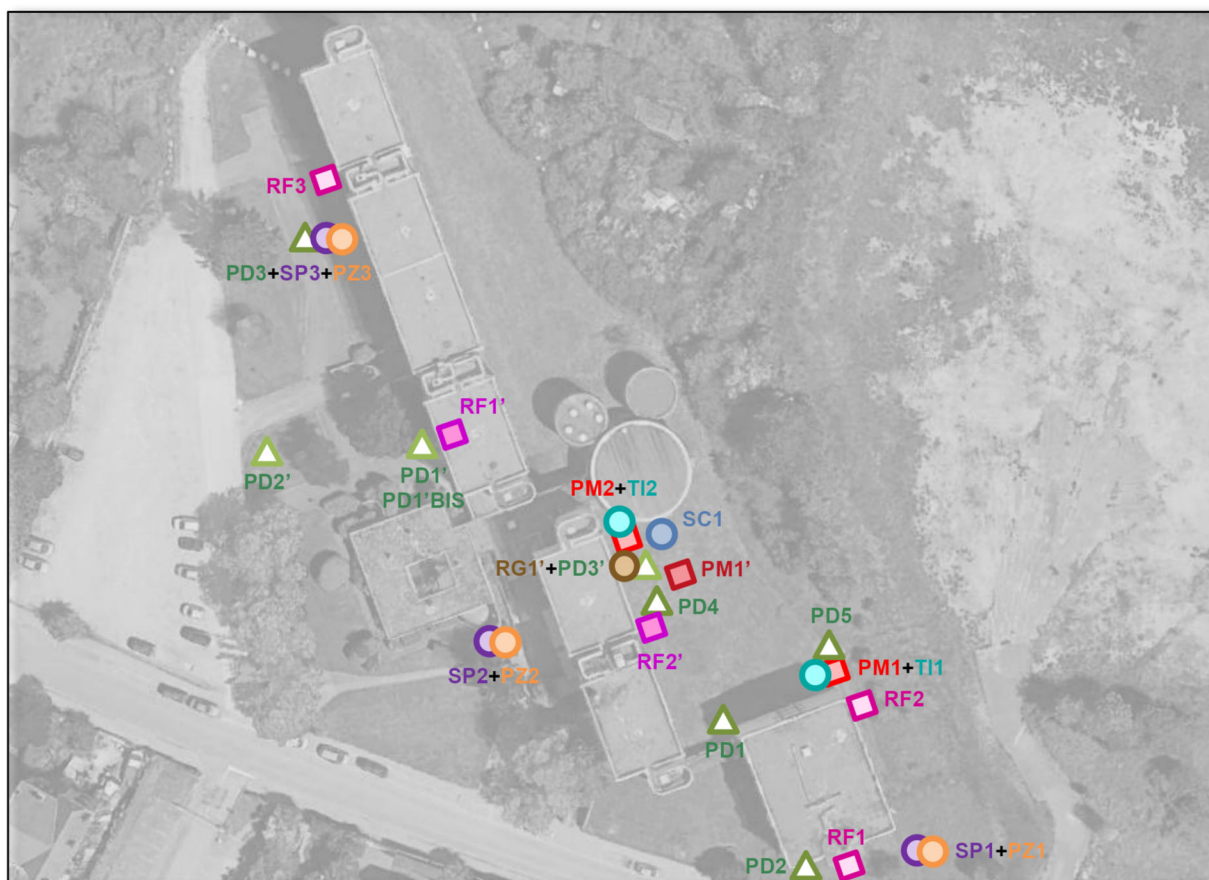 RF3
PD3+SP3+PZ3
RF1’
PD2’
PD1’
PD1’BIS
PM2+TI2
SC1
RG1’+PD3’
PM1’
PD4
RF2’
PD5
SP2+PZ2
PM1+TI1
RF2
PD1
RF1
PD2
SP1+PZ1